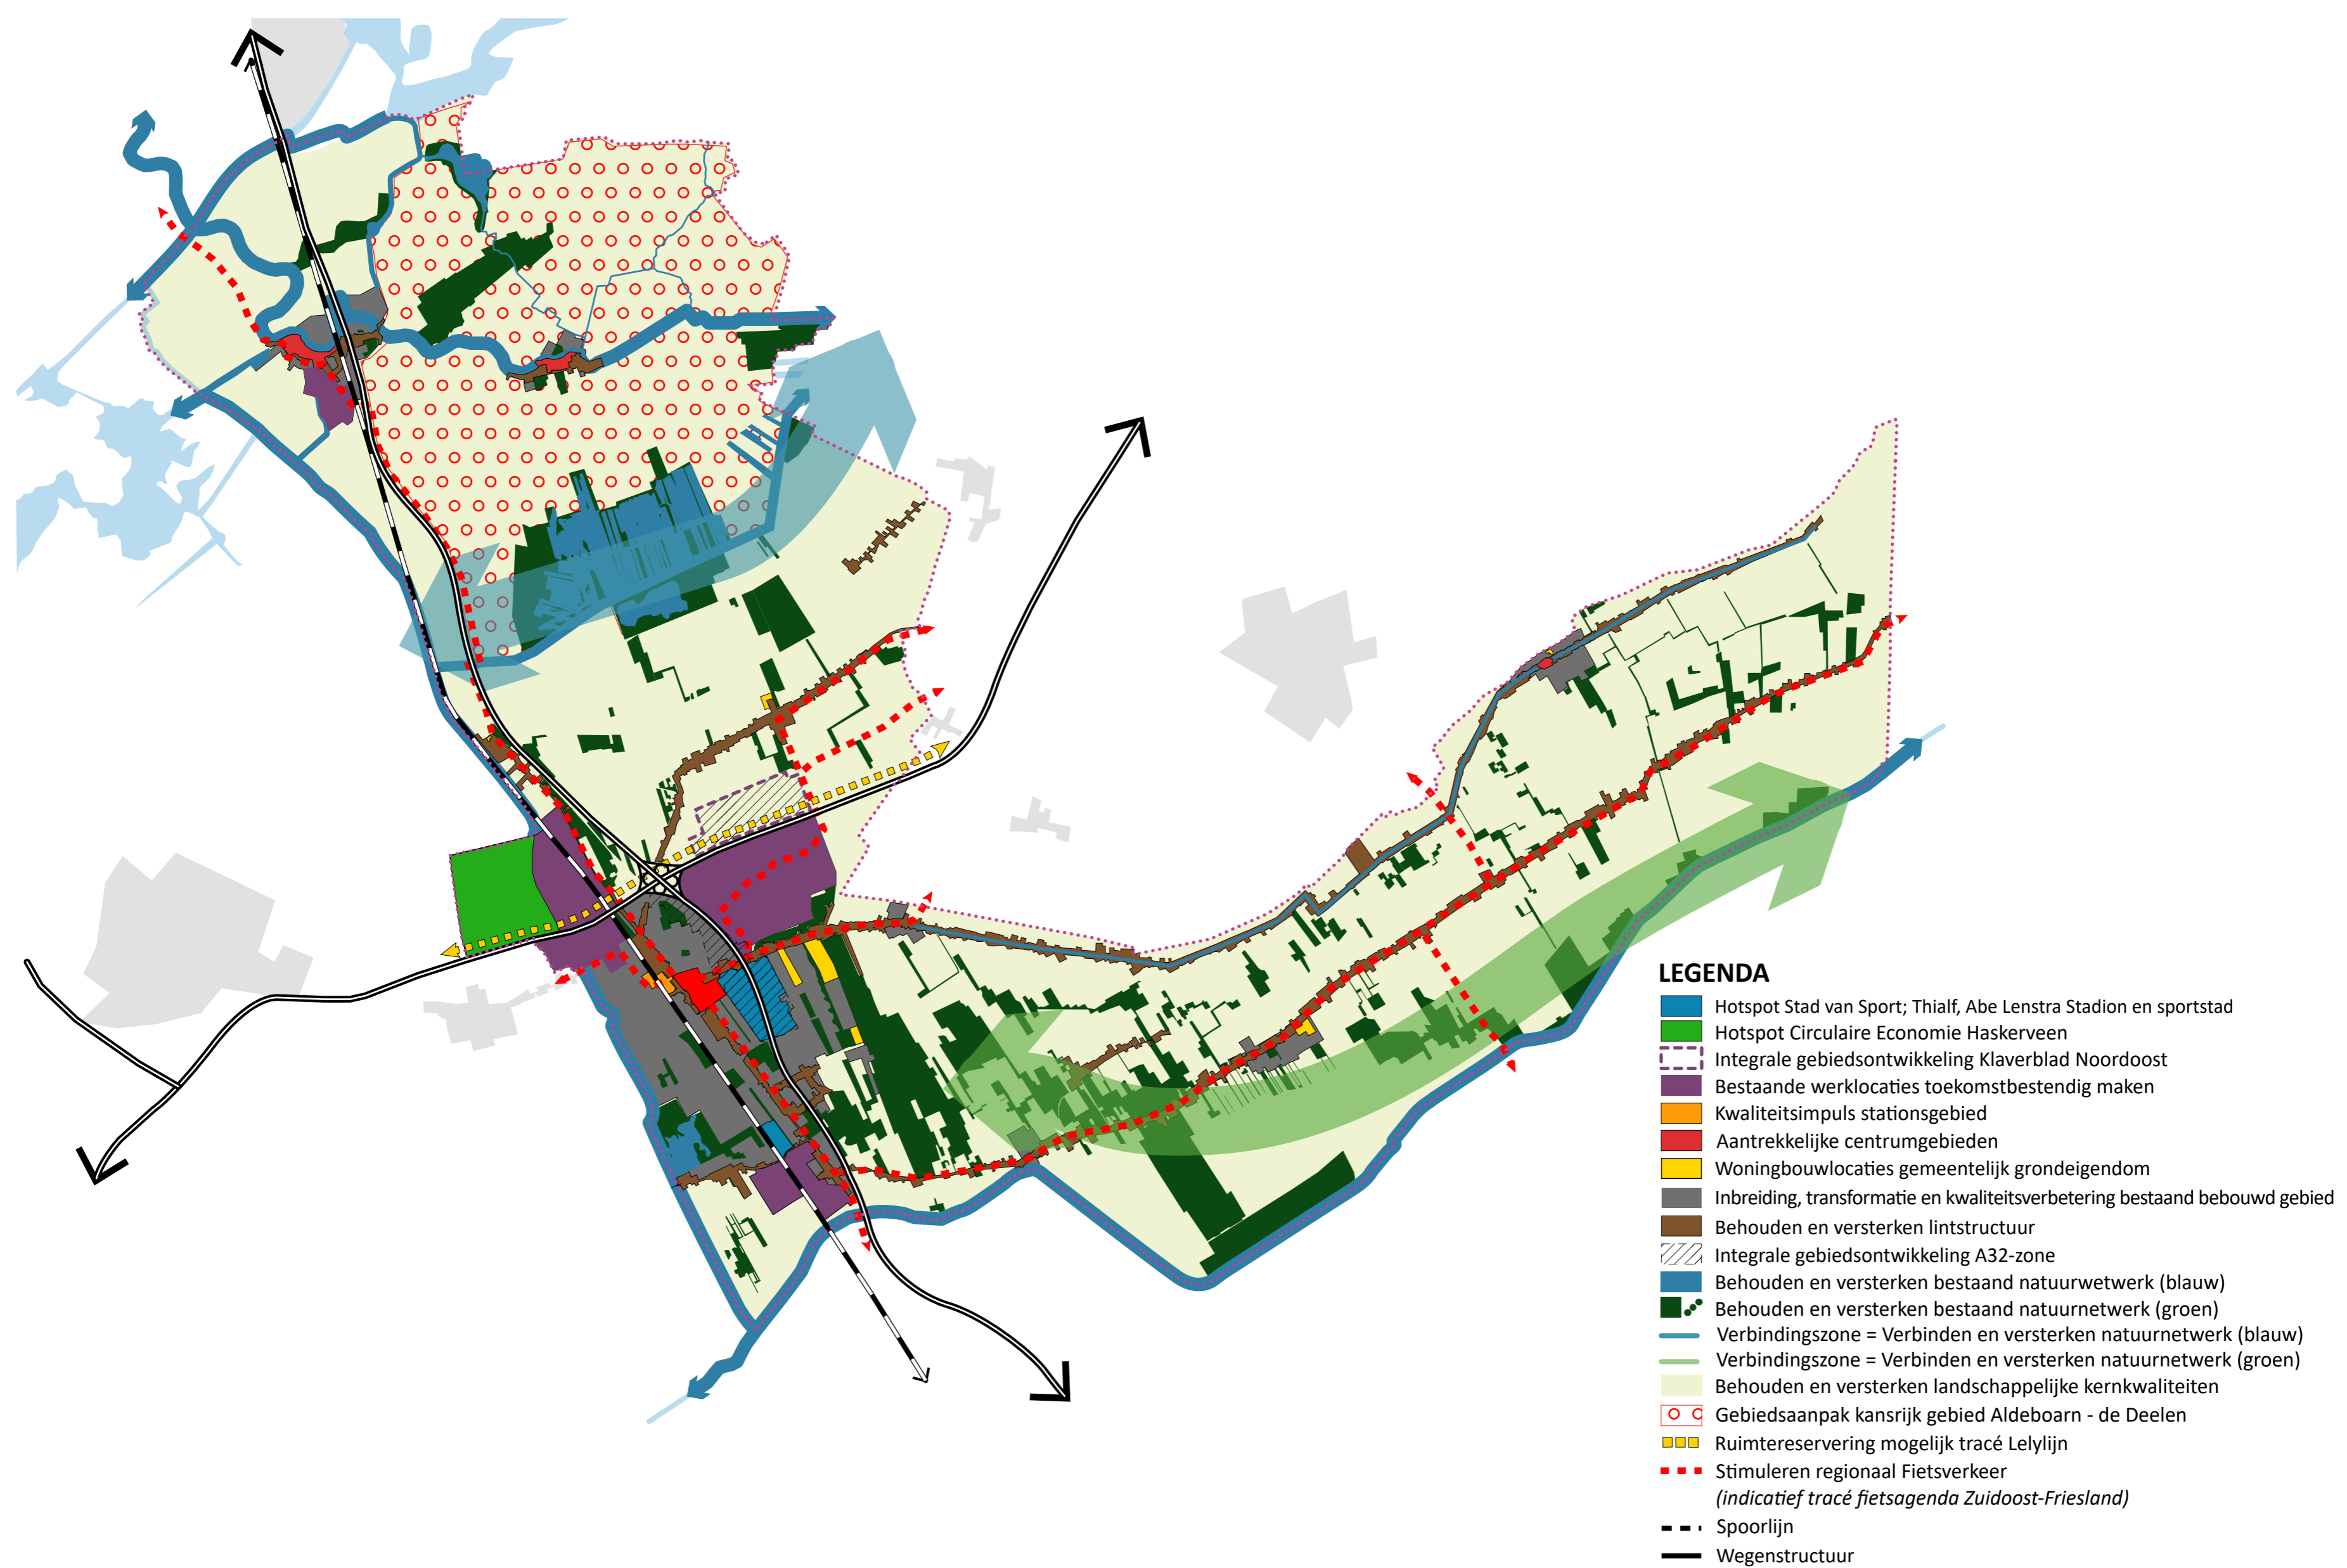 LEGENDA
Hotspot Stad van Sport; Thialf, Abe Lenstra Stadion en sportstad
Hotspot Circulaire Economie Haskerveen
Integrale gebiedsontwikkeling Klaverblad Noordoost
Bestaande werklocaties toekomstbestendig maken
Kwaliteitsimpuls stationsgebied
Aantrekkelijke centrumgebieden
Woningbouwlocaties gemeentelijk grondeigendom
Inbreiding, transformatie en kwaliteitsverbetering bestaand bebouwd gebied
Behouden en versterken lintstructuur
Integrale gebiedsontwikkeling A32-zone
Behouden en versterken bestaand natuurwetwerk (blauw)
Behouden en versterken bestaand natuurnetwerk (groen)
Verbindingszone = Verbinden en versterken natuurnetwerk (blauw)
Verbindingszone = Verbinden en versterken natuurnetwerk (groen)
Behouden en versterken landschappelijke kernkwaliteiten
Gebiedsaanpak kansrijk gebied Aldeboarn - de Deelen
Ruimtereservering mogelijk tracé Lelylijn
Stimuleren regionaal Fietsverkeer
(indicatief tracé fietsagenda Zuidoost-Friesland)
Spoorlijn
Wegenstructuur